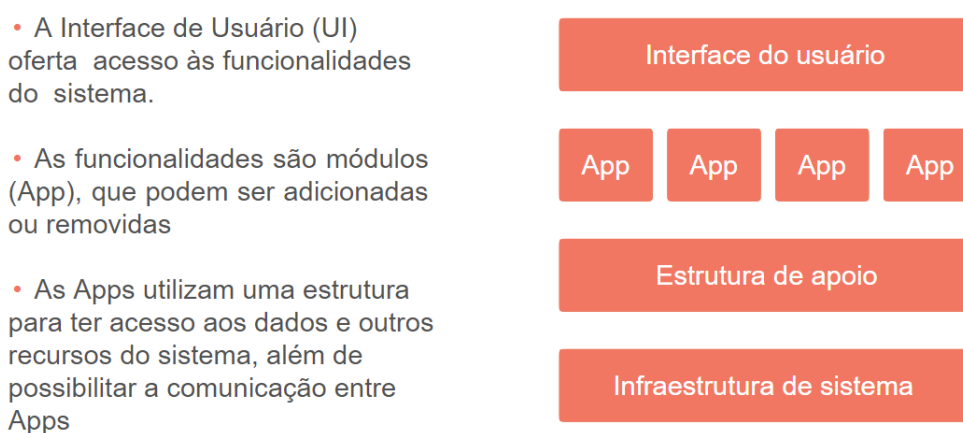 • A Interface de Usuário (UI)
oferta acesso às funcionalidades
do sistema.
• As funcionalidades são módulos
(App), que podem ser adicionadas
ou removidas
• As Apps utilizam uma estrutura
para ter acesso aos dados e outros
recursos do sistema, além de
possibilitar a comunicação entre
Apps
Interface do usuário
App App App App
Estrutura de apoio
Infraestrutura de sistema